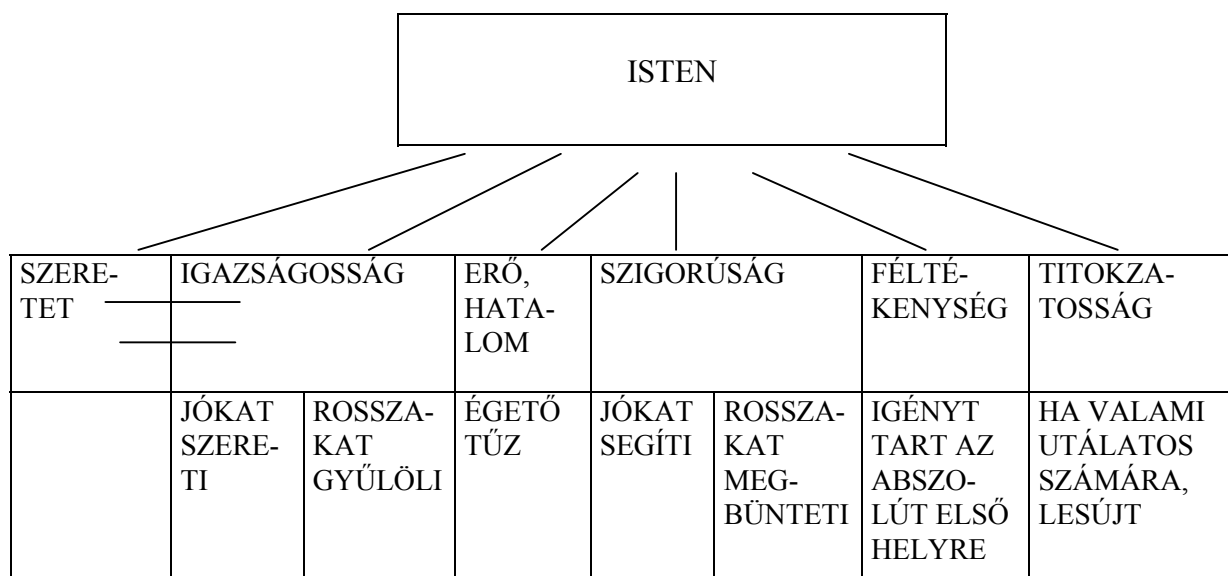 ISTEN
SZERE-
TET
IGAZSÁGOSSÁG
ERŐ,
HATA-
LOM
SZIGORÚSÁG
FÉLTÉ-
KENYSÉG
TITOKZA-
TOSSÁG
JÓKAT
SZERE-
TI
ROSSZA-
KAT
GYŰLÖLI
ÉGETŐ
TŰZ
JÓKAT
SEGÍTI
ROSSZA-
KAT
MEG-
BÜNTETI
IGÉNYT
TART AZ
ABSZO-
LÚT ELSŐ
HELYRE
HA VALAMI
UTÁLATOS
SZÁMÁRA,
LESÚJT